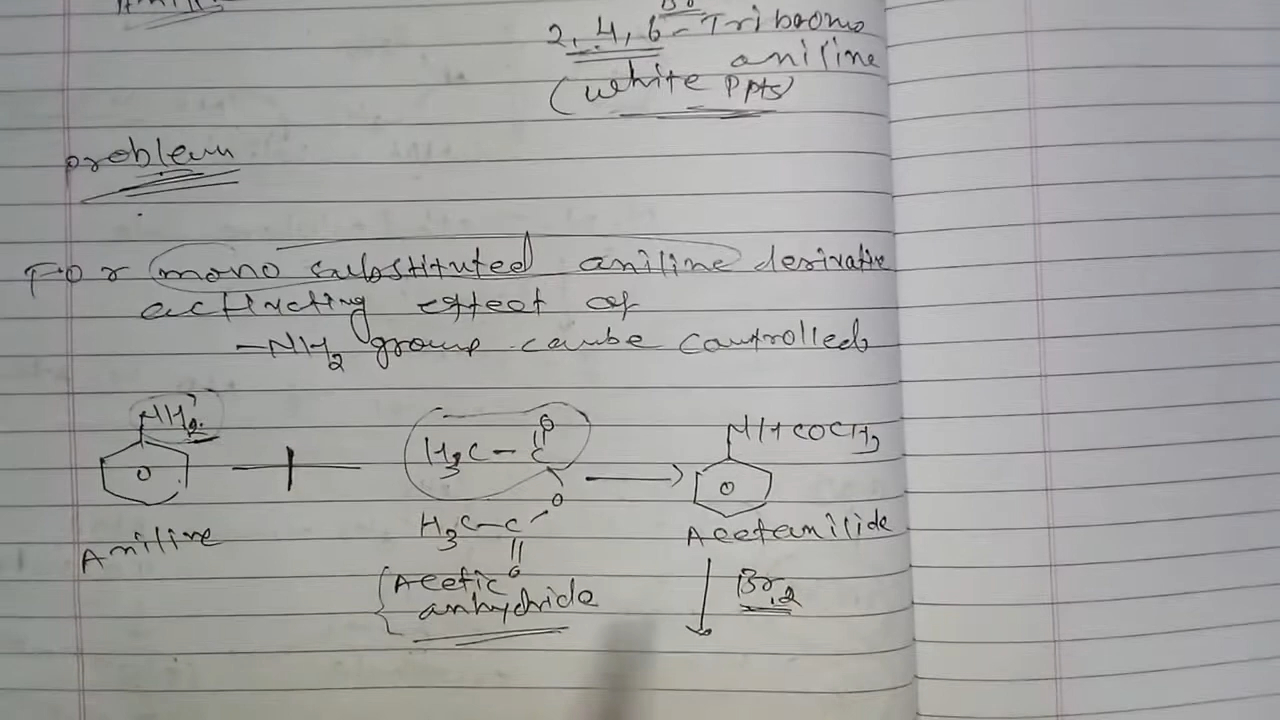 2, 4, 6 - Tribromo
aniline
(white ppts)
problem
For mono substituted aniline derivative
activating effect of
-NH2 group can be controlled
NH2
Aniline
+
H3C - C
O
O
H3C - C
O
(Acetic
anhydride
NHCOCH3
Acetanilide
Br2